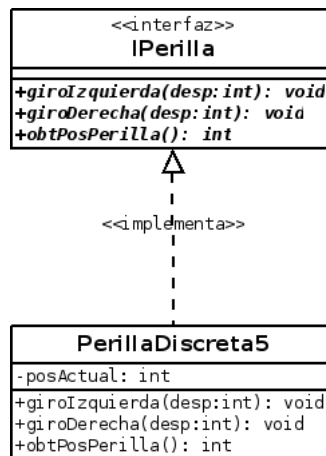 <<interfaz>>
IPerilla
+giroIzquierda(desp:int): void
+giroDerecha(desp:int): void
+obtPosPerilla(): int
<<implementa>>
PerillaDiscreta5
-posActual: int
+giroIzquierda(desp:int): void
+giroDerecha(desp:int): void
+obtPosPerilla(): int